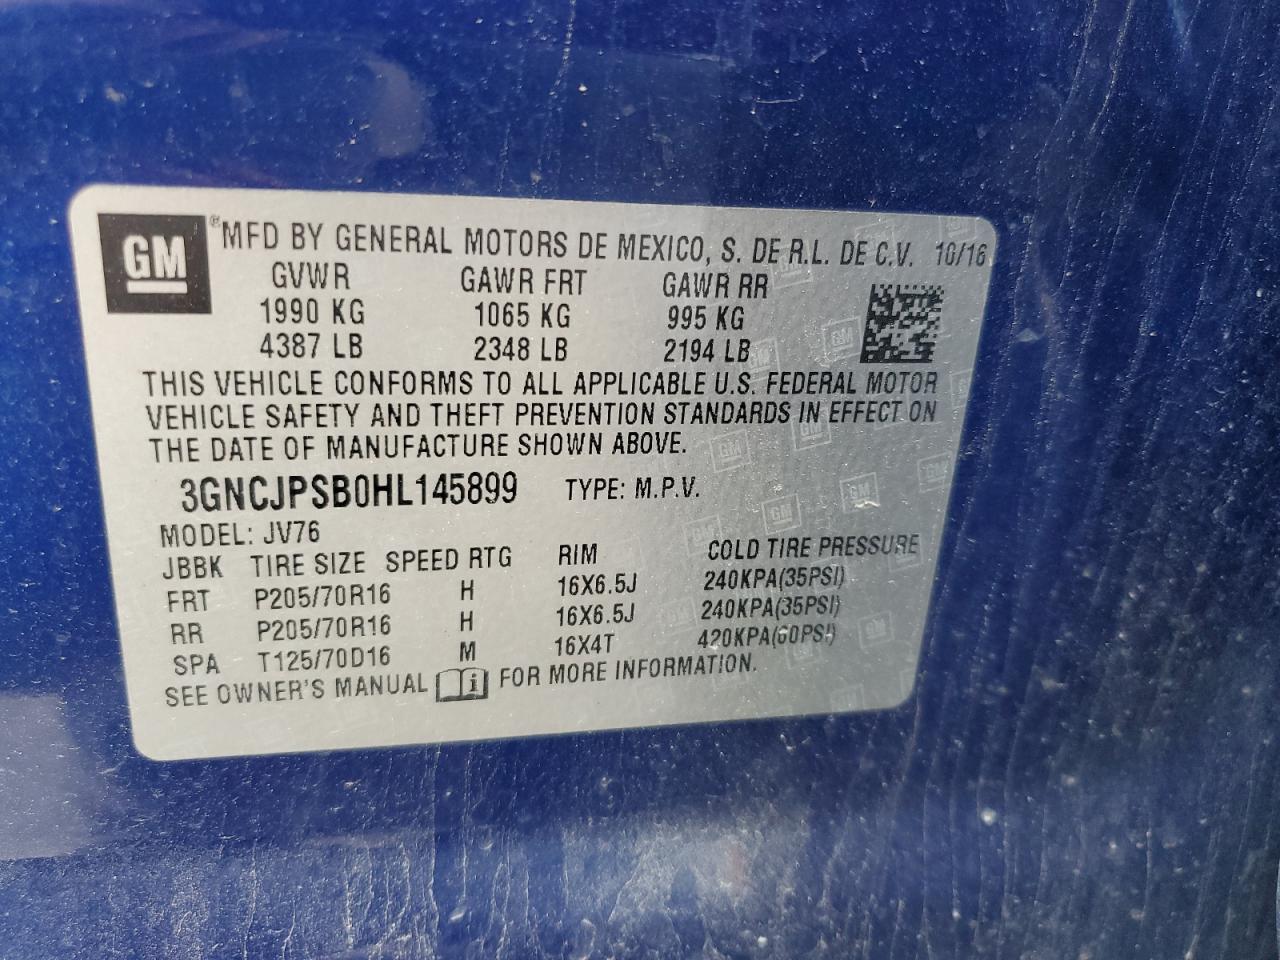 GM ® MFD BY GENERAL MOTORS DE MEXICO, S. DE R.L. DE C.V. 10/16
GVWR GAWR FRT GAWR RR
1990 KG 1065 KG 995 KG
4387 LB 2348 LB 2194 LB
THIS VEHICLE CONFORMS TO ALL APPLICABLE U.S. FEDERAL MOTOR
VEHICLE SAFETY AND THEFT PREVENTION STANDARDS IN EFFECT ON
THE DATE OF MANUFACTURE SHOWN ABOVE.
3GNCJPSB0HL145899 TYPE: M.P.V.
MODEL: JV76
JBBK TIRE SIZE SPEED RTG RIM COLD TIRE PRESSURE
FRT P205/70R16 H 16X6.5J 240KPA(35PSI)
RR P205/70R16 H 16X6.5J 240KPA(35PSI)
SPA T125/70D16 M 16X4T 420KPA(60PSI)
SEE OWNER'S MANUAL i FOR MORE INFORMATION.